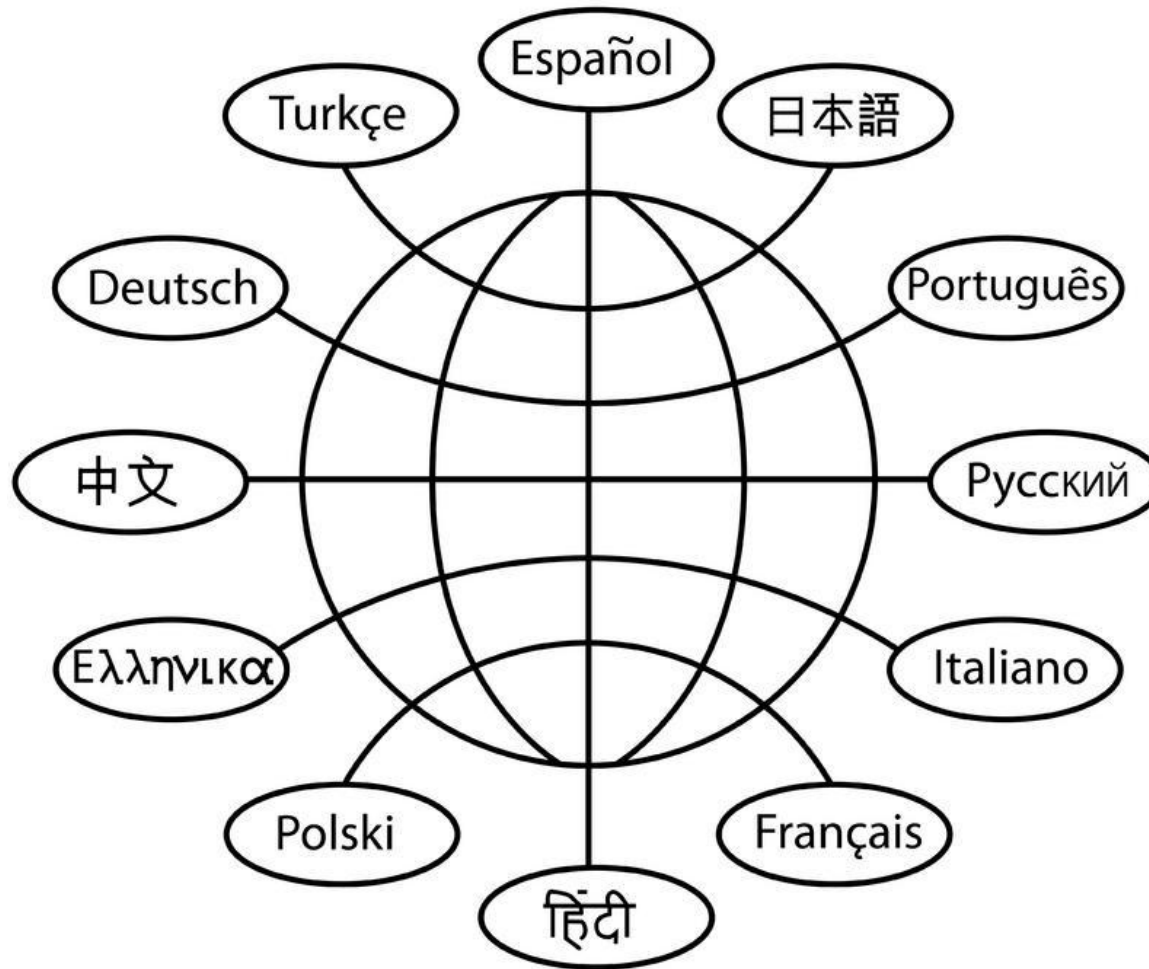 Español
Turkçe
日本語
Deutsch
Português
中文
Русский
Ελληνικα
Italiano
Polski
Français
हिंदी